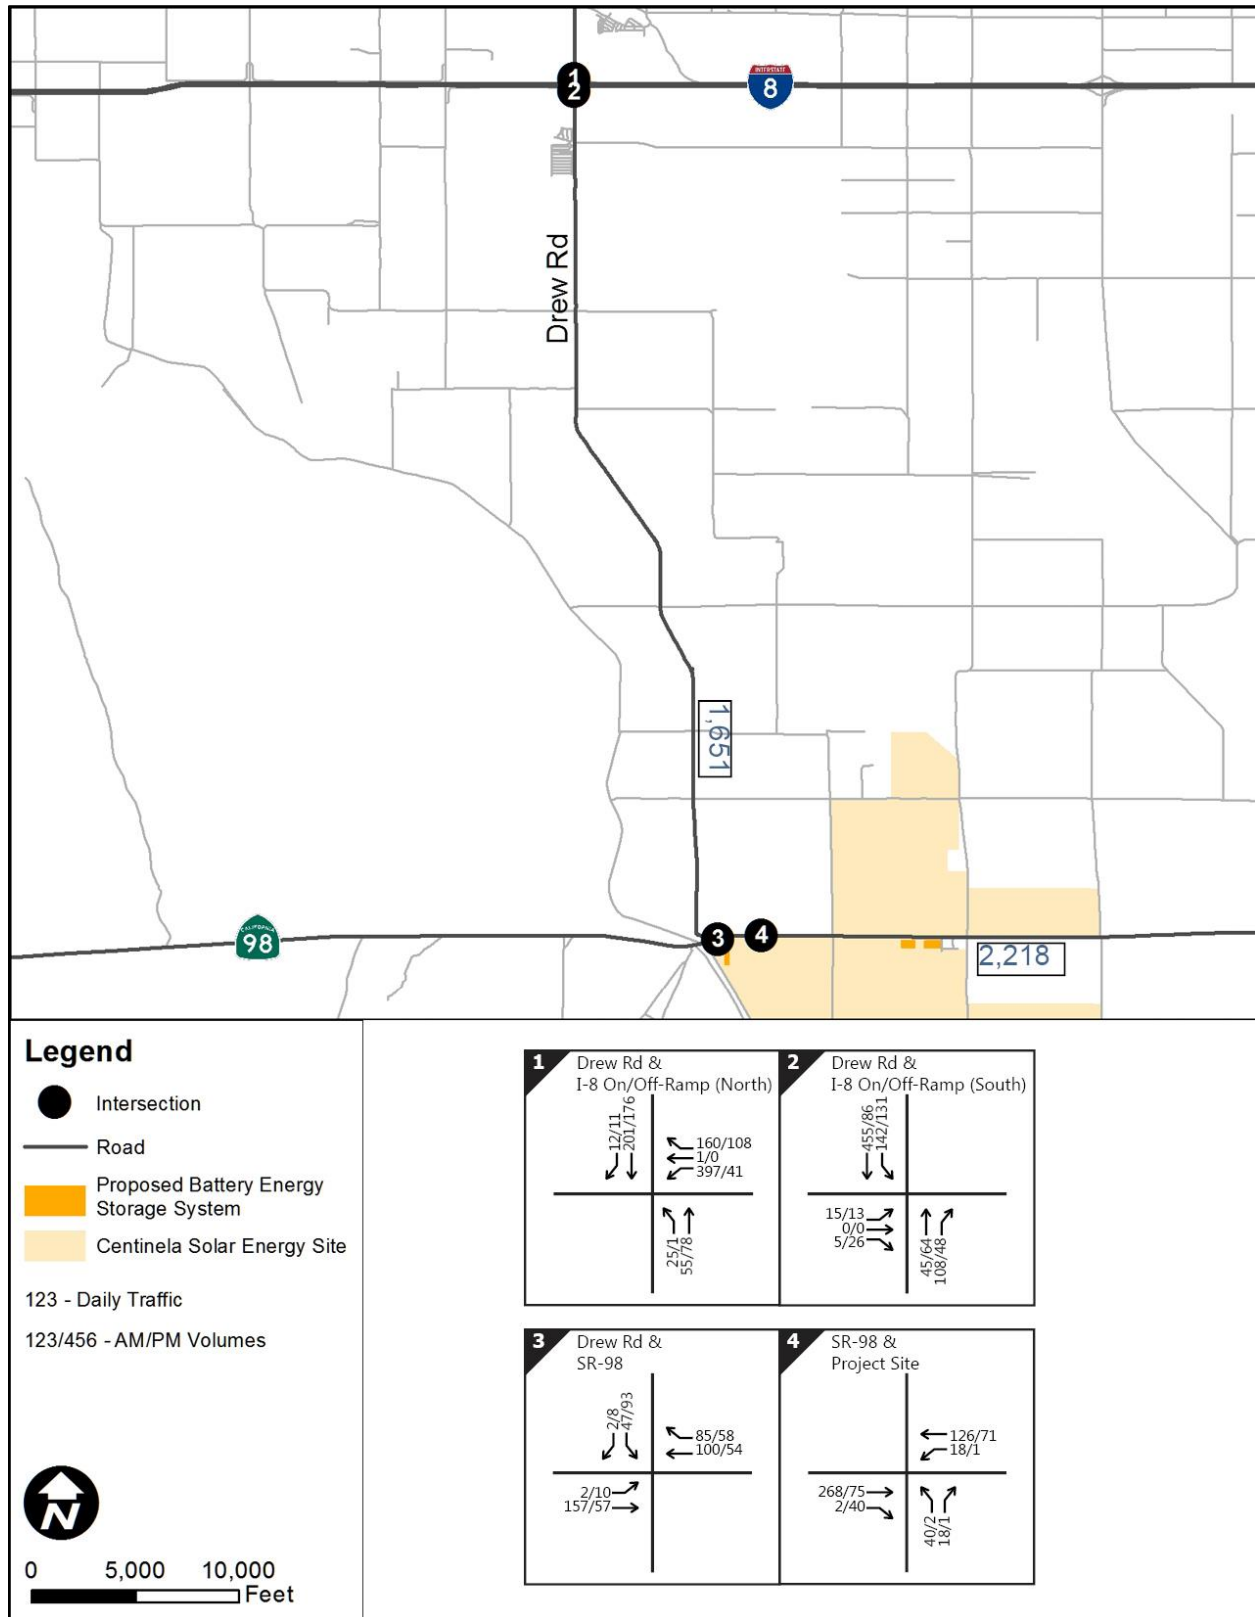 1
2
INTERSTATE
8
Drew Rd
1,651
CALIFORNIA
98
3
4
2,218
Legend
Intersection
Road
Proposed Battery Energy
Storage System
Centinela Solar Energy Site
123 - Daily Traffic
123/456 - AM/PM Volumes
N
0 5,000 10,000
Feet
1
Drew Rd &
I-8 On/Off-Ramp (North)
12/11
201/176
160/108
1/0
397/41
25/1
55/78
2
Drew Rd &
I-8 On/Off-Ramp (South)
455/86
142/131
15/13
0/0
5/26
45/64
108/48
3
Drew Rd &
SR-98
2/8
47/93
85/58
100/54
2/10
157/57
4
SR-98 &
Project Site
126/71
18/1
268/75
2/40
40/2
18/1